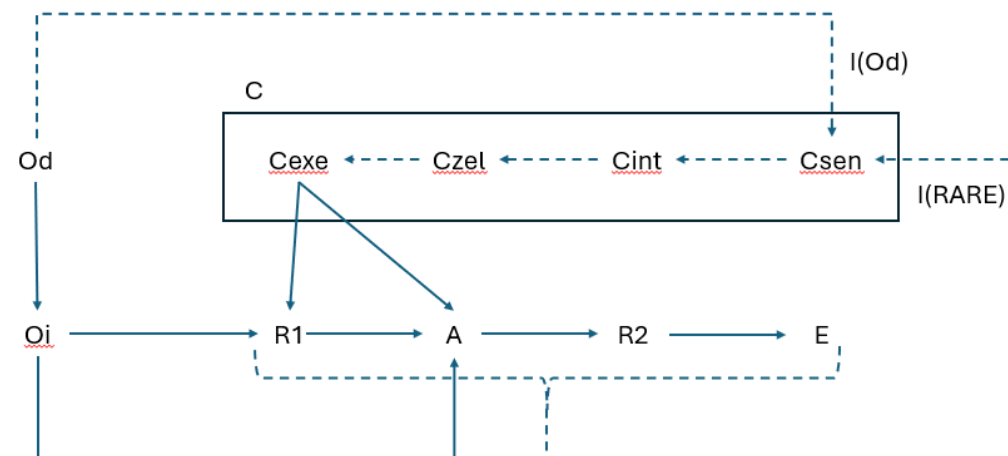 I(Od)
C
Od
Cexe Czel Cint Csen
I(RARE)
Oi R1 A R2 E